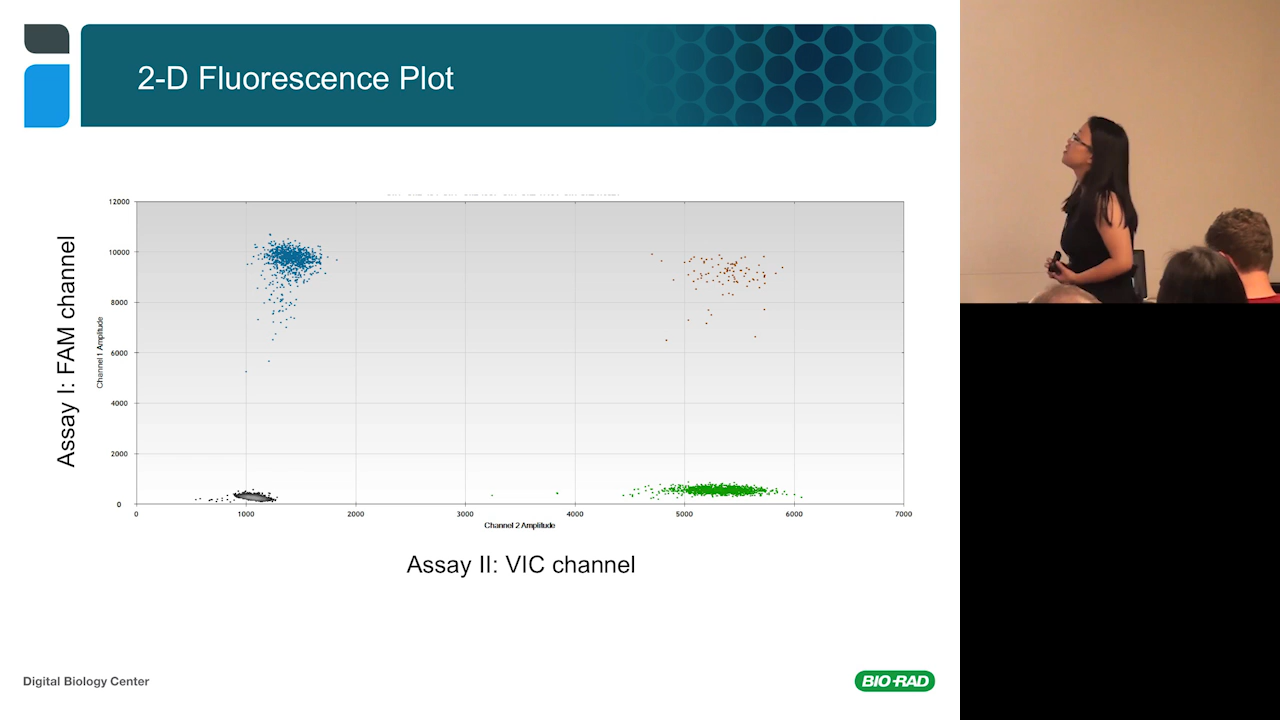 2-D Fluorescence Plot
Assay I: FAM channel
Channel 1 Amplitude
12000
10000
8000
6000
4000
2000
0
0 1000 2000 3000 4000 5000 6000 7000
Channel 2 Amplitude
Assay II: VIC channel
Digital Biology Center
BIO-RAD